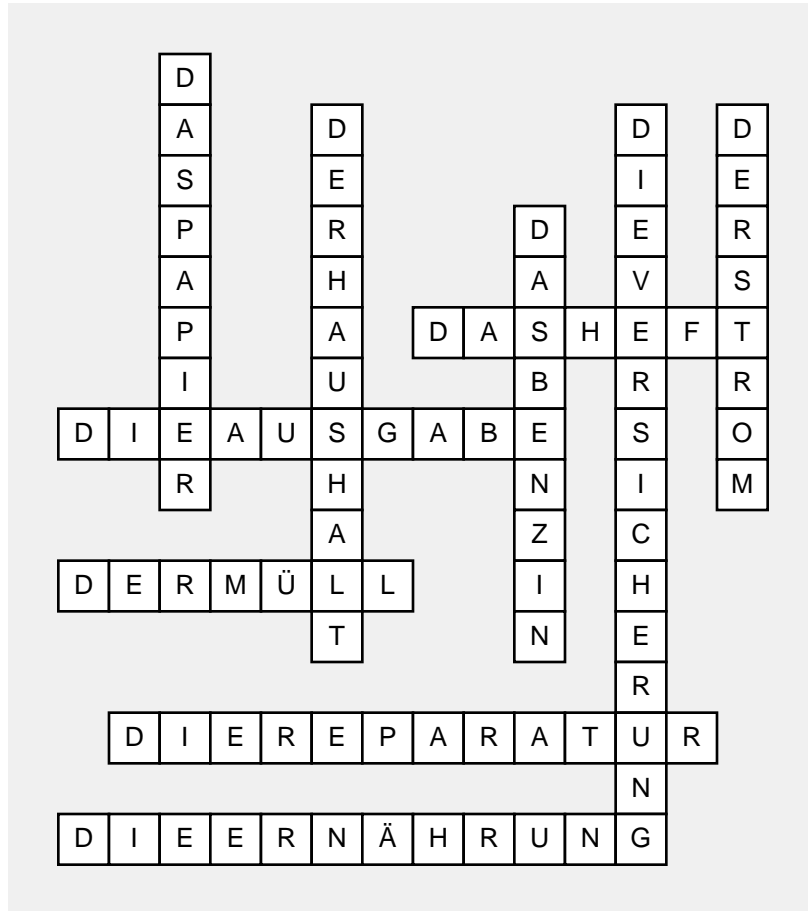 DASPAPIER
DERHAUSHALT
DIEVERSICHERUNG
DERSTROM
DASBENZIN
DASHEFT
DIEAUSGABE
DERMÜLL
DIEREPARATUR
DIEERNÄHRUNG